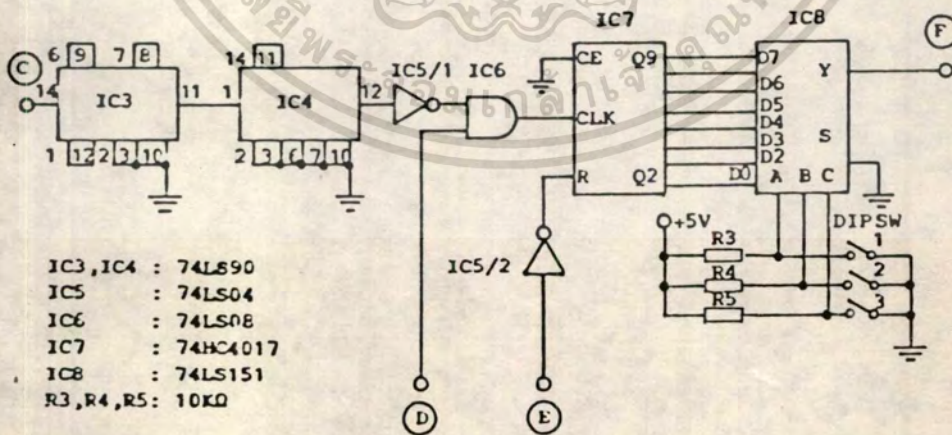 IC7
IC8
F
C
6 9 7 8
14 11
IC5/1 IC6
CE Q9
D7 Y
D6
14 IC3 11
1 IC4 12
CLK
D5
D4
D3
D2
S
1 12 2 3 10
2 3 6 7 10
R Q2
D0 A B C
+5V
DIPSW
R3 1
R4 2
R5 3
IC5/2
IC3,IC4 : 74LS90
IC5 : 74LS04
IC6 : 74LS08
IC7 : 74HC4017
IC8 : 74LS151
R3,R4,R5: 10KΩ
D
E